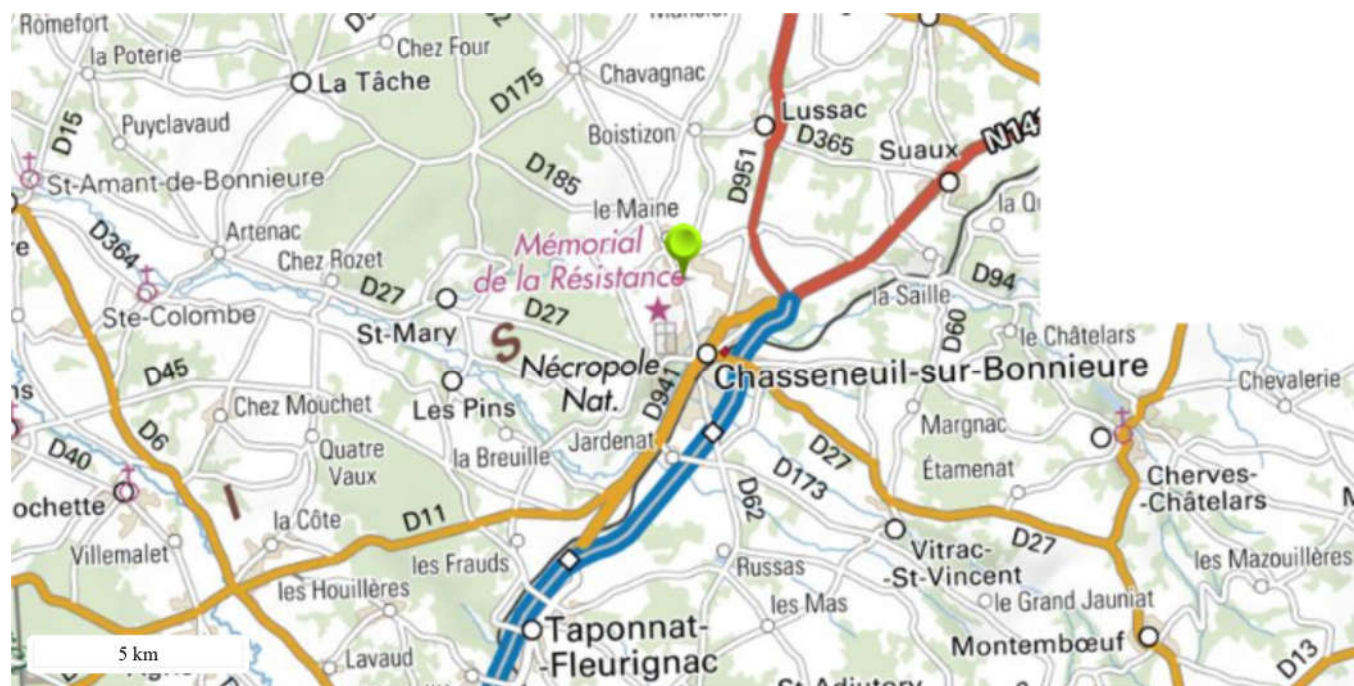 Romefort
la Poterie
Chez Four
La Tâche
D175
Chavagnac
Lussac
D15
Puyclavaud
Boistizon
D365
D951
Suaux
N141
St-Amant-de-Bonnieure
D185
le Maine
Artenac
D364
Mémorial
de la Résistance
Chez Rozet
D27
D94
la Saille
Ste-Colombe
St-Mary
S
D27
D60
le Châtelars
Nécropole
Nat.
D941
Chasseneuil-sur-Bonnieure
Chevalerie
D45
Les Pins
Chez Mouchet
Margnac
D6
Jardenat
D27
Quatre
Vaux
la Breuille
Étamenat
D40
Cherves-
-Châtelars
D173
D62
ochette
I
D11
la Côte
Vitrac-
-St-Vincent
D27
Villemalet
les Frauds
Russas
les Mazouillères
les Houillères
les Mas
le Grand Jauniat
Taponnat-
-Fleurignac
Montembœuf
5 km
Lavaud
D13
St-Adjutory